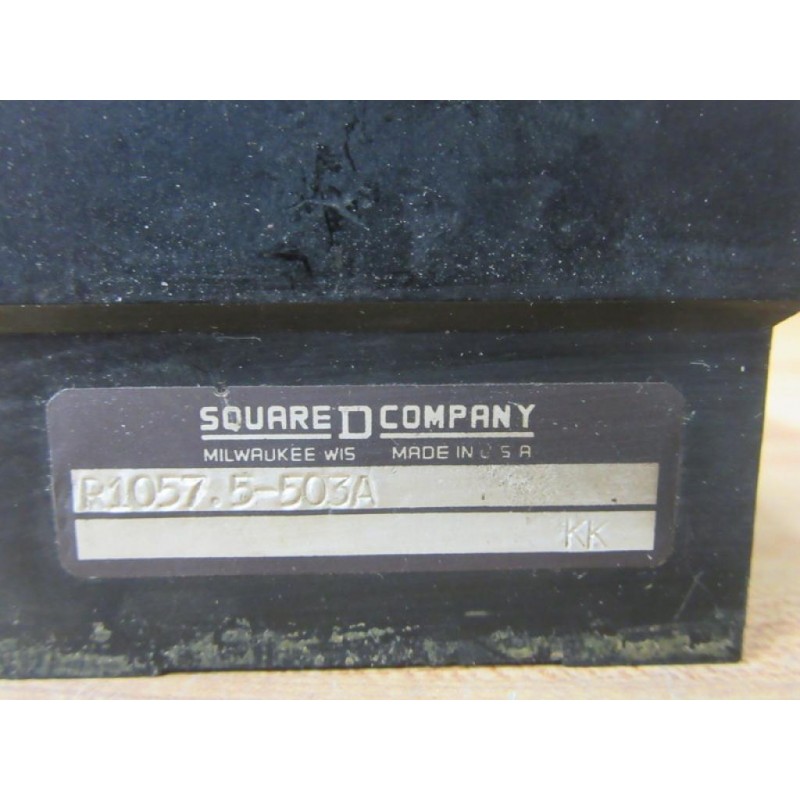 SQUARE D COMPANY
MILWAUKEE WIS MADE IN U S A
R1057.5-503A
KK